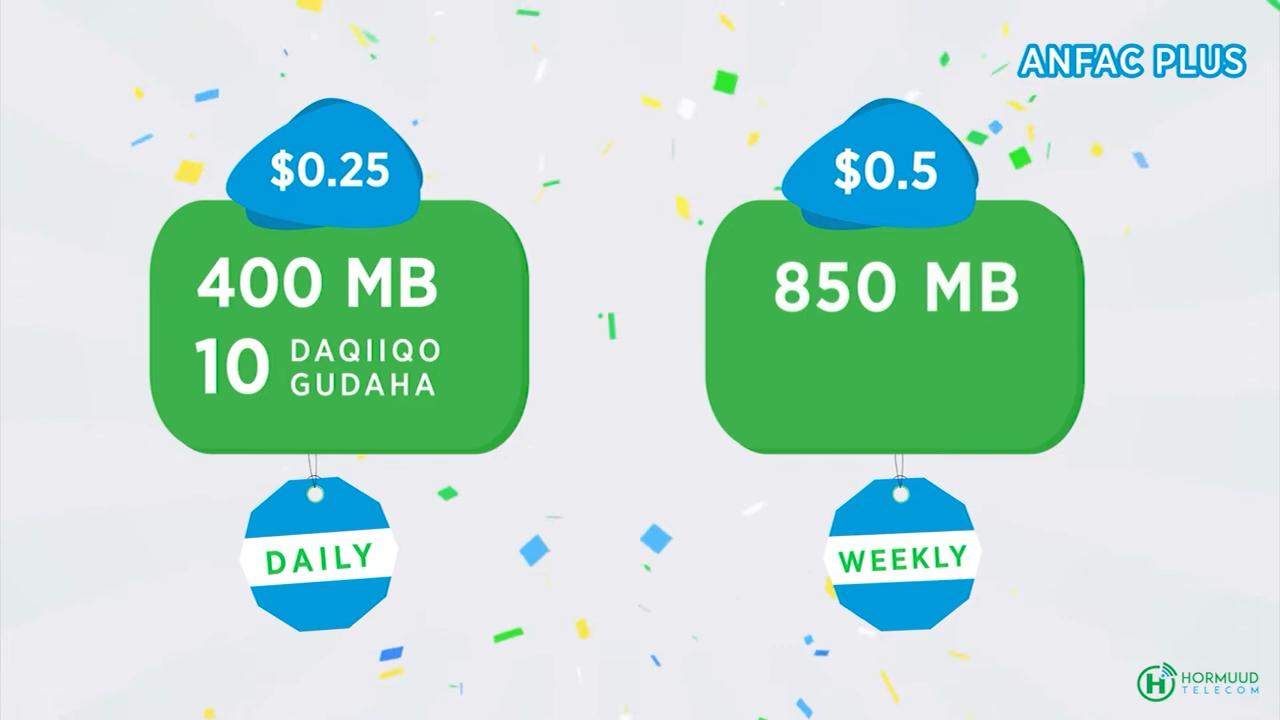 ANFAC PLUS
$0.25
400 MB
10 DAQIIQO
GUDAHA
DAILY
$0.5
850 MB
WEEKLY
HORMUUD
TELECOM